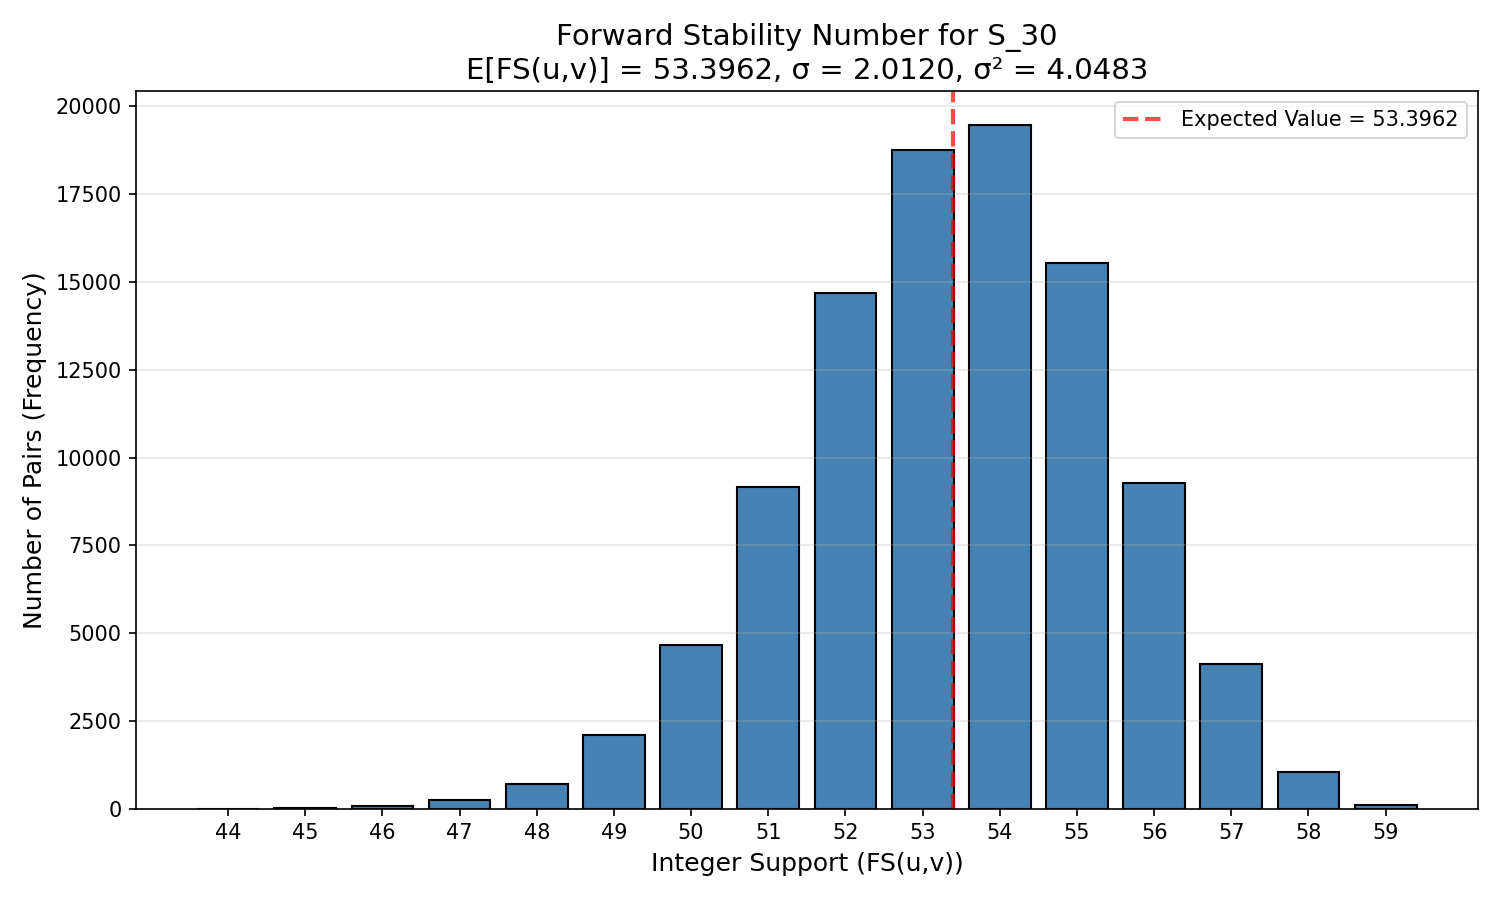 Forward Stability Number for S_30
E[FS(u,v)] = 53.3962, σ = 2.0120, σ² = 4.0483
Expected Value = 53.3962
Number of Pairs (Frequency)
20000
17500
15000
12500
10000
7500
5000
2500
0
44 45 46 47 48 49 50 51 52 53 54 55 56 57 58 59
Integer Support (FS(u,v))